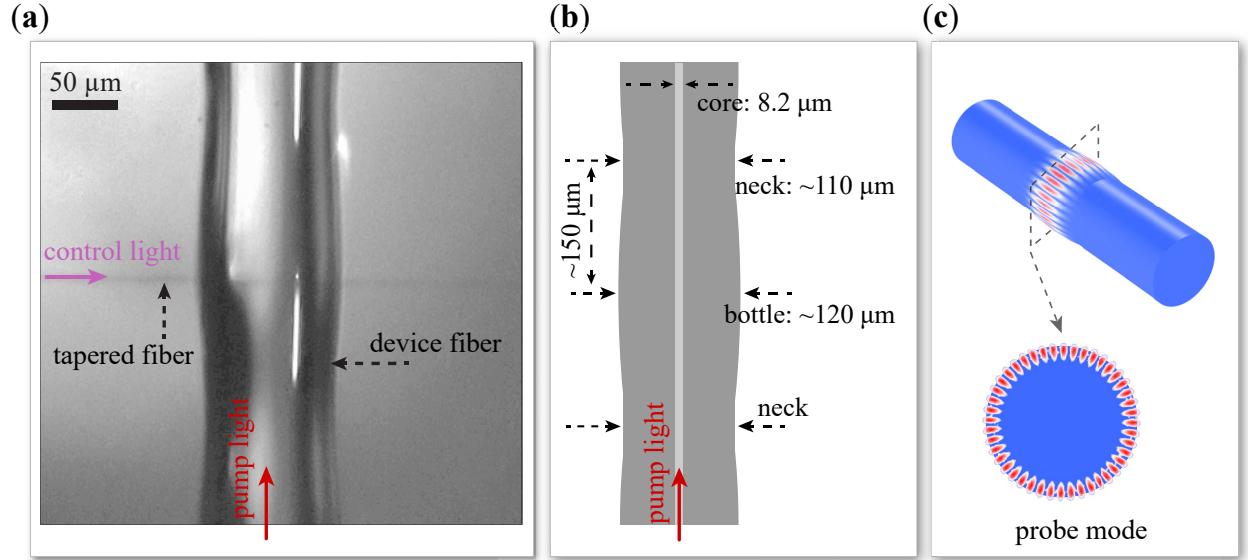 (a)
50 µm
control light
tapered fiber
device fiber
pump light
(b)
core: 8.2 µm
neck: ~110 µm
~150 µm
bottle: ~120 µm
neck
pump light
(c)
probe mode